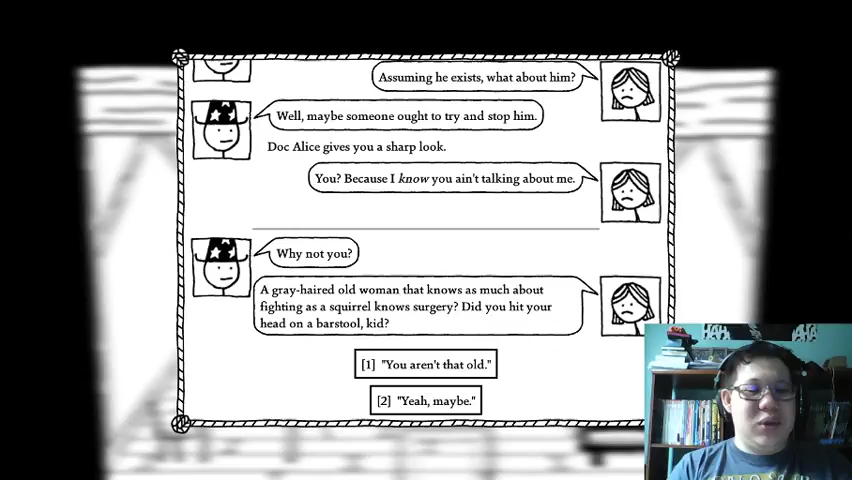 Assuming he exists, what about him?
Well, maybe someone ought to try and stop him.
Doc Alice gives you a sharp look.
You? Because I know you ain't talking about me.
Why not you?
A gray-haired old woman that knows as much about
fighting as a squirrel knows surgery? Did you hit your
head on a barstool, kid?
[1] "You aren't that old."
[2] "Yeah, maybe."